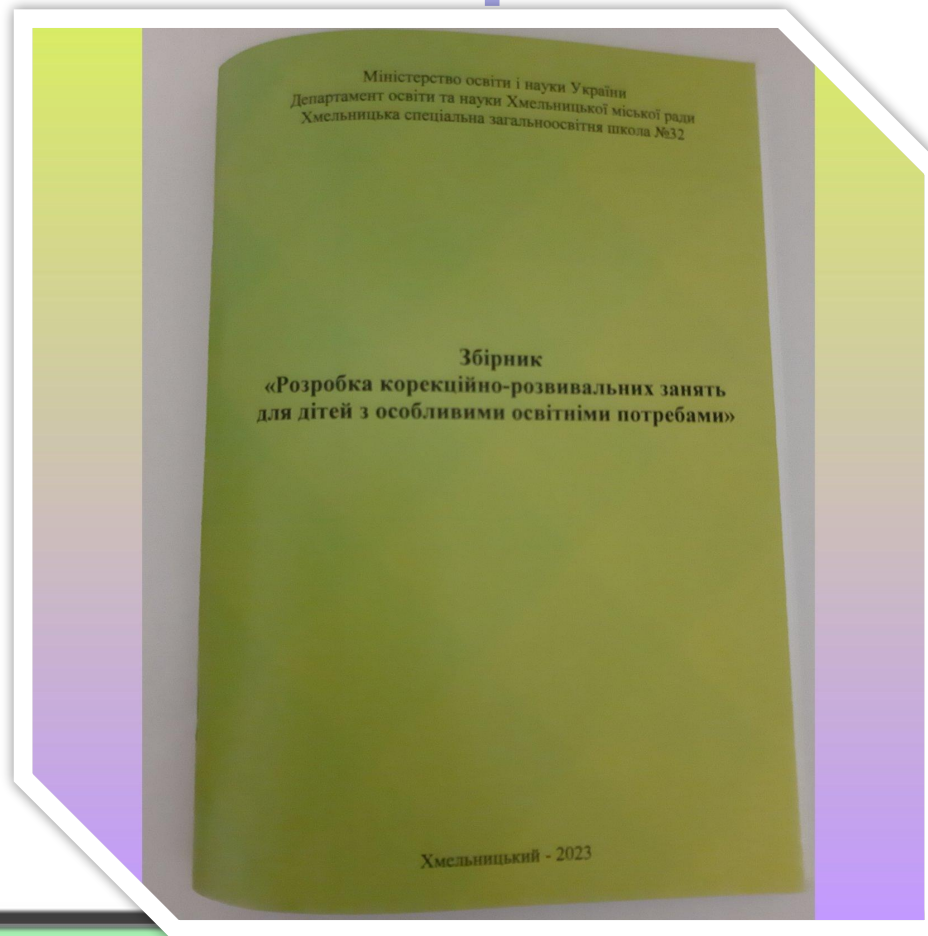 Міністерство освіти і науки України
Департамент освіти та науки Хмельницької міської ради
Хмельницька спеціальна загальноосвітня школа №32
Збірник
«Розробка корекційно-розвивальних занять
для дітей з особливими освітніми потребами»
Хмельницький - 2023